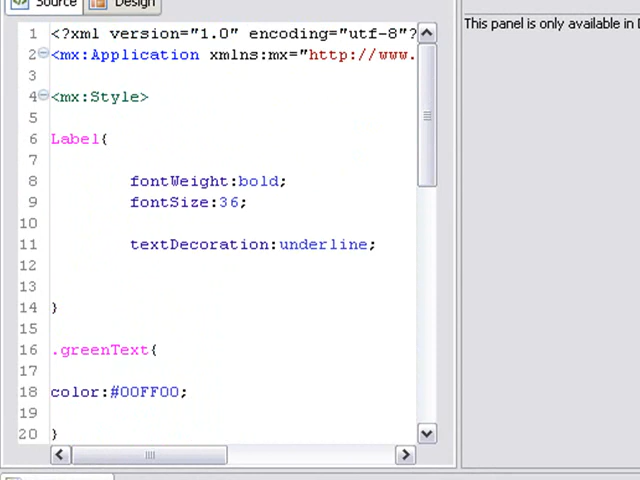 Source
Design
This panel is only available in
1 <?xml version="1.0" encoding="utf-8"?
2 <mx:Application xmlns:mx="http://www.
3
4 <mx:Style>
5
6 Label{
7
8 fontWeight:bold;
9 fontSize:36;
10
11 textDecoration:underline;
12
13
14 }
15
16 .greenText{
17
18 color:#00FF00;
19
20 }